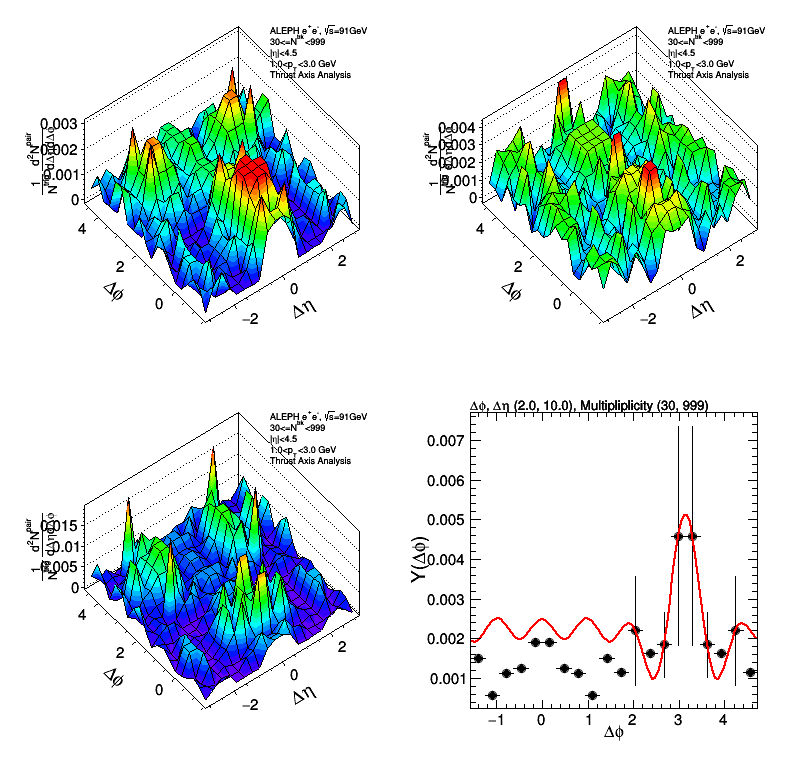 ALEPH e+e-, √s=91GeV
30<=N trk <999
|η|<4.5
1.0<p T <3.0 GeV
Thrust Axis Analysis
0.003
0.002
0.001
0
4
2
0
Δφ
−2
0
2
Δη
ALEPH e+e-, √s=91GeV
30<=N trk <999
|η|<4.5
1.0<p T <3.0 GeV
Thrust Axis Analysis
0.004
0.003
0.002
0.001
0
4
2
0
Δφ
−2
0
2
Δη
ALEPH e+e-, √s=91GeV
30<=N trk <999
|η|<4.5
1.0<p T <3.0 GeV
Thrust Axis Analysis
0.015
0.01
0.005
0
4
2
0
Δφ
−2
0
2
Δη
Δφ, Δη (2.0, 10.0), Multipliplicity (30, 999)
0.007
0.006
0.005
0.004
0.003
0.002
0.001
Y(Δφ)
−1 0 1 2 3 4
Δφ